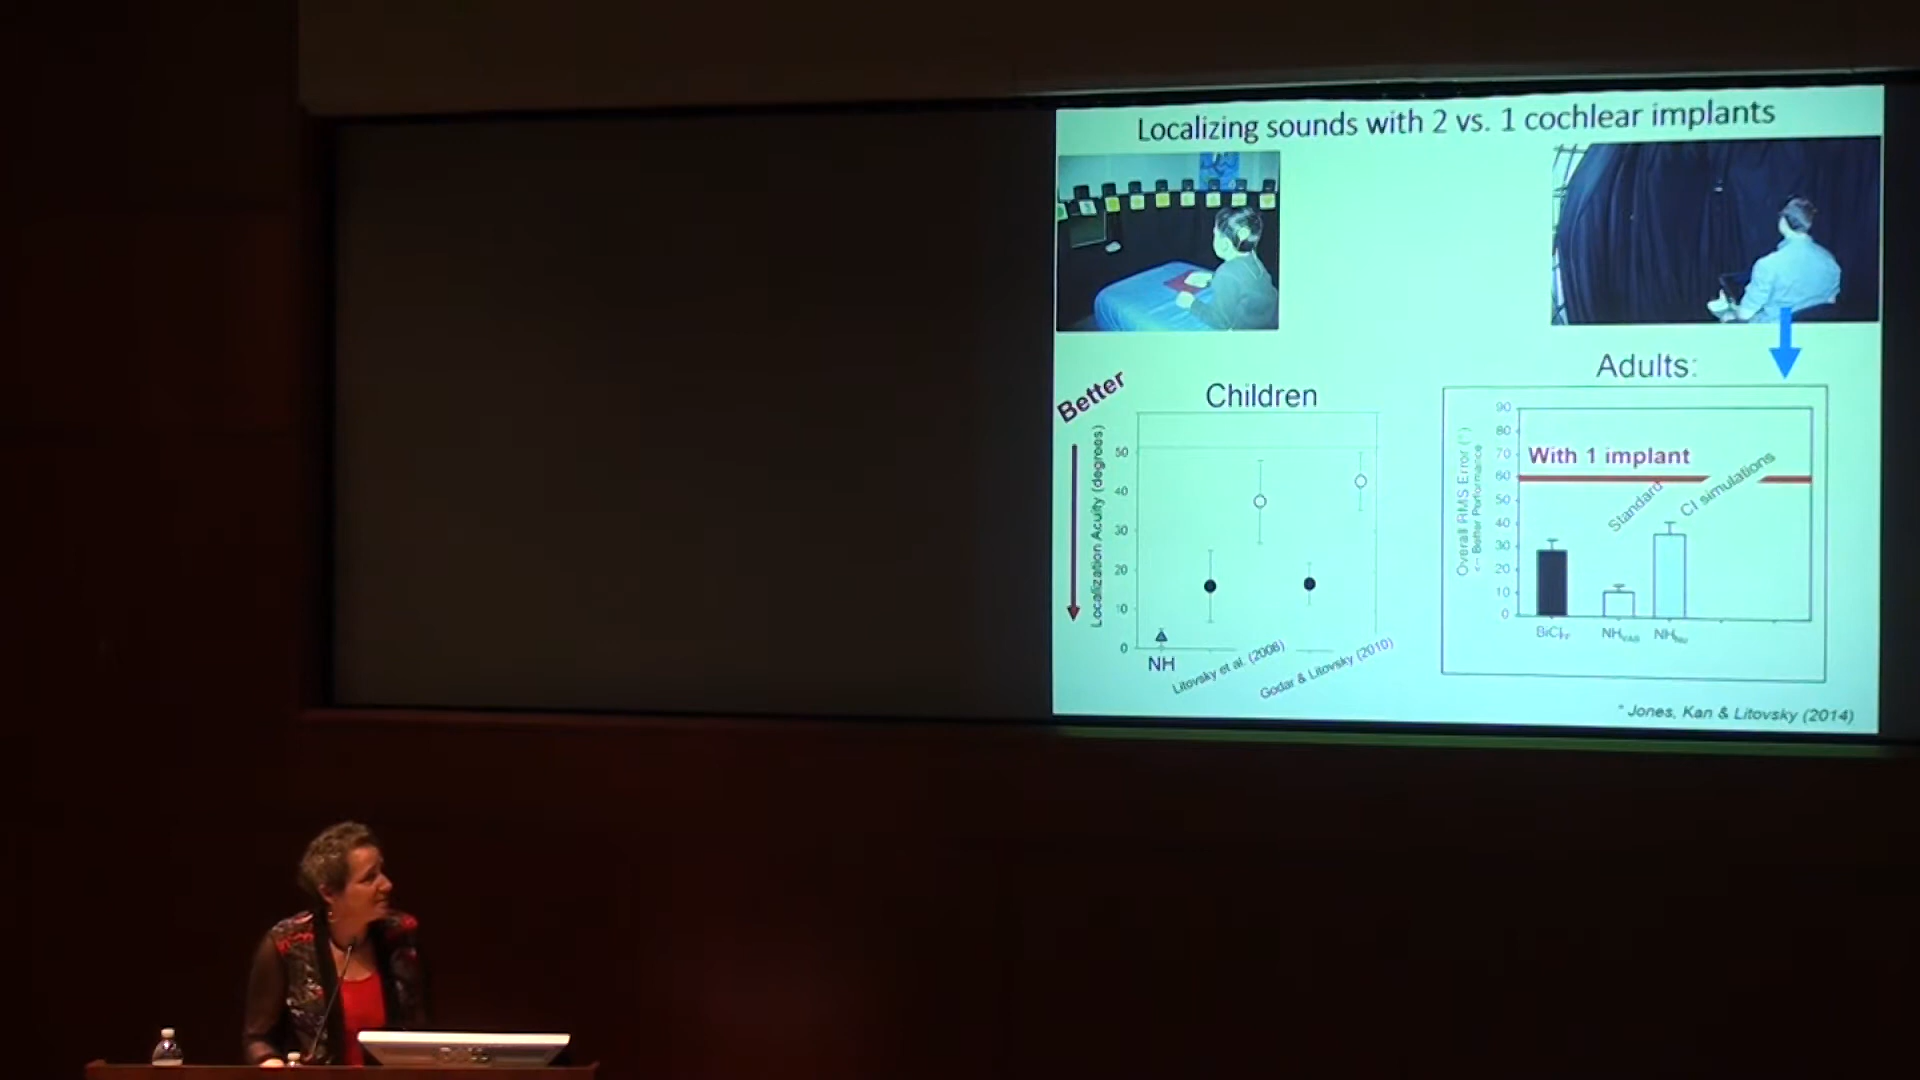 Localizing sounds with 2 vs. 1 cochlear implants
Better
Children
Localization Acuity (degrees)
50
40
30
20
10
0
NH
Litovsky et al. (2008)
Godar & Litovsky (2010)
Adults:
Overall RMS Error (°)
<-- Better Performance
90
80
70
60
50
40
30
20
10
0
With 1 implant
Standard
CI simulations
NH
NH
* Jones, Kan & Litovsky (2014)